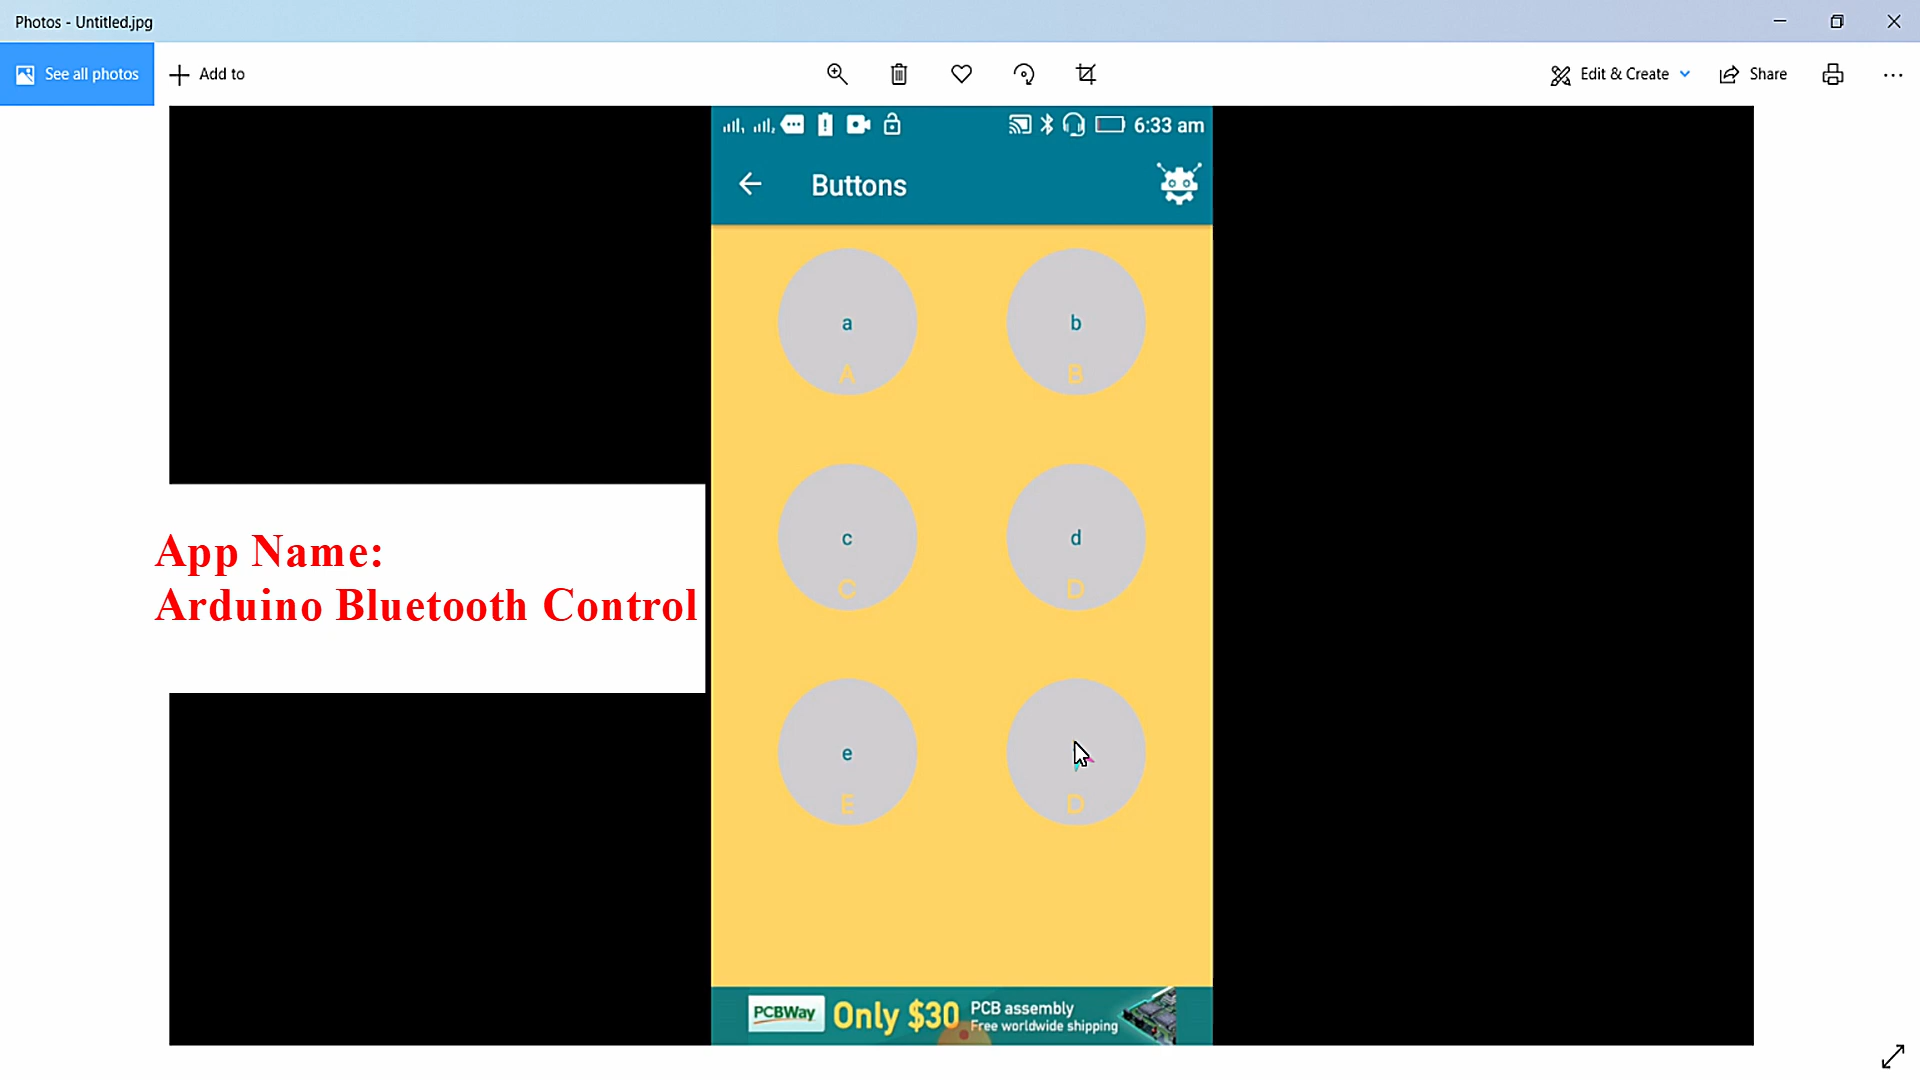 Photos - Untitled.jpg
See all photos
Add to
Edit & Create
Share
6:33 am
Buttons
a
A
b
B
c
C
d
D
e
E
D
App Name:
Arduino Bluetooth Control
PCBWay
Only $30
PCB assembly
Free worldwide shipping